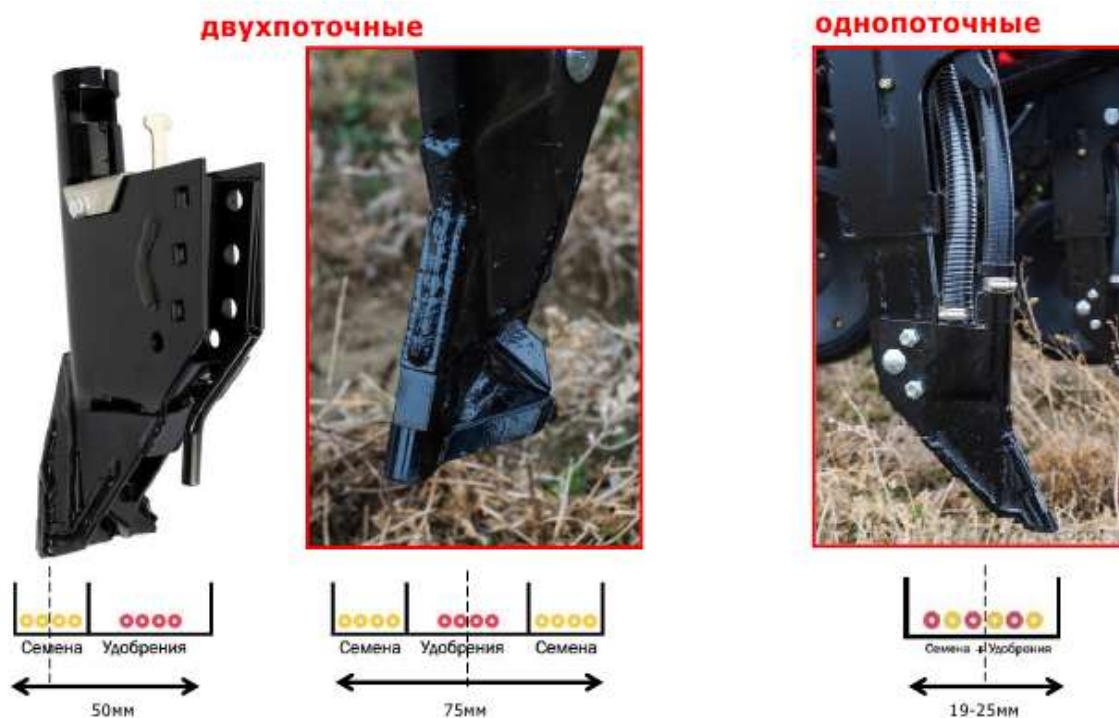 двухпоточные
однопоточные
Семена Удобрения
50мм
Семена Удобрения Семена
75мм
Семена + Удобрения
19-25мм